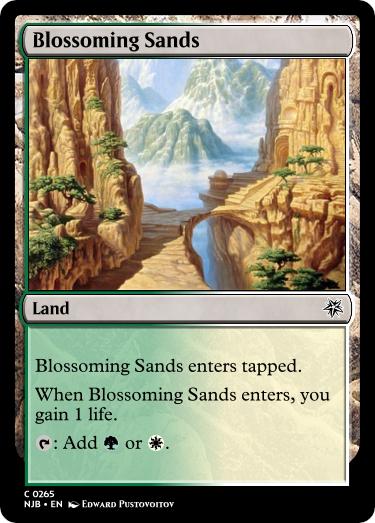 Blossoming Sands
Land
Blossoming Sands enters tapped.
When Blossoming Sands enters, you
gain 1 life.
: Add or .
C 0265
NJB • EN Edward Pustovoitov